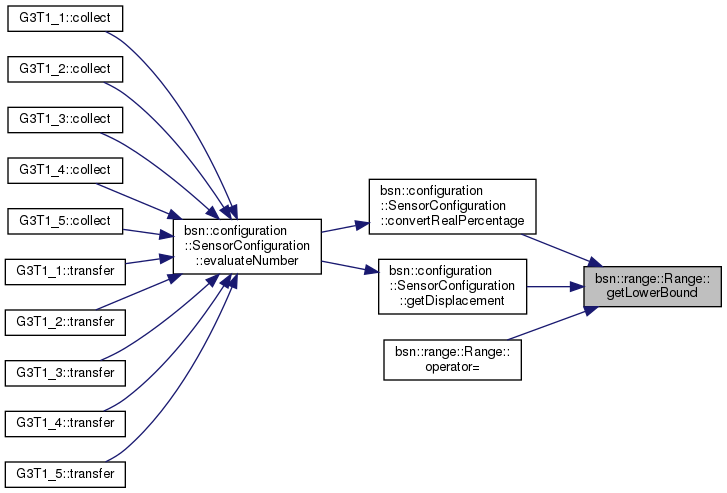 G3T1_1::collect
G3T1_2::collect
G3T1_3::collect
G3T1_4::collect
G3T1_5::collect
G3T1_1::transfer
G3T1_2::transfer
G3T1_3::transfer
G3T1_4::transfer
G3T1_5::transfer
bsn::configuration
::SensorConfiguration
::evaluateNumber
bsn::configuration
::SensorConfiguration
::convertRealPercentage
bsn::configuration
::SensorConfiguration
::getDisplacement
bsn::range::Range::
operator=
bsn::range::Range::
getLowerBound